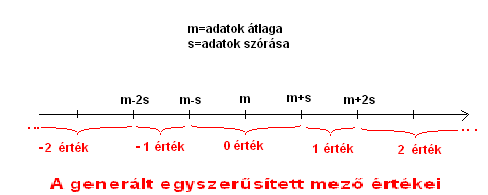 m=adatok átlaga
s=adatok szórása
m-2s m-s m m+s m+2s
... -2 érték -1 érték 0 érték 1 érték 2 érték ...
A generált egyszerűsített mező értékei